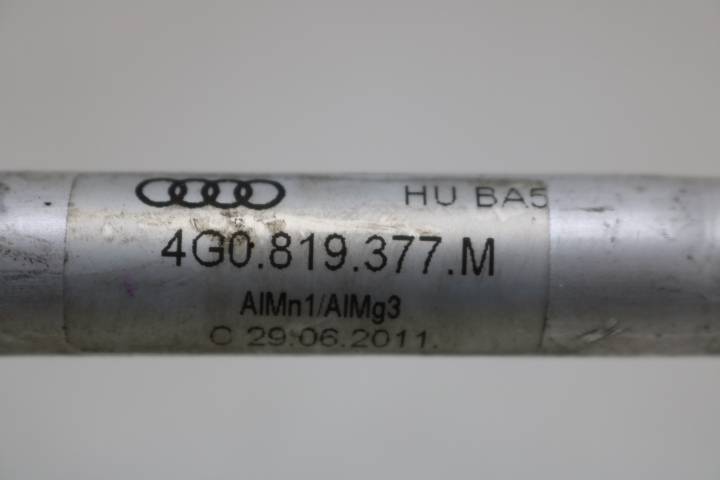 HU BA5
4G0.819.377.M
AlMn1/AlMg3
C 29.06.2011.